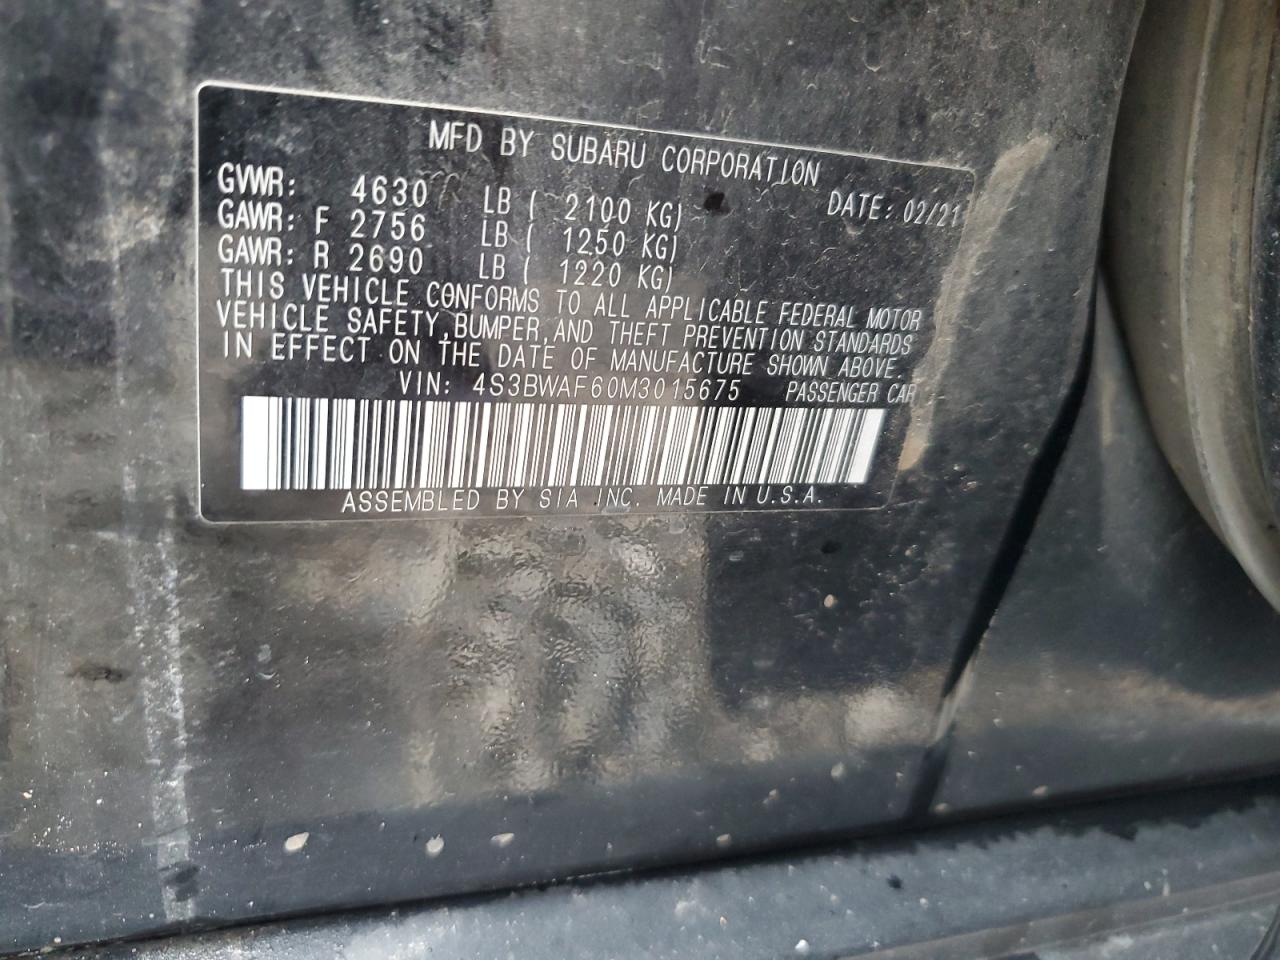 MFD BY SUBARU CORPORATION
DATE: 02/21
GVWR: 4630 LB ( 2100 KG)
GAWR: F 2756 LB ( 1250 KG)
GAWR: R 2690 LB ( 1220 KG)
THIS VEHICLE CONFORMS TO ALL APPLICABLE FEDERAL MOTOR
VEHICLE SAFETY, BUMPER, AND THEFT PREVENTION STANDARDS
IN EFFECT ON THE DATE OF MANUFACTURE SHOWN ABOVE.
VIN: 4S3BWAF60M3015675 PASSENGER CAR
ASSEMBLED BY SIA INC. MADE IN U.S.A.